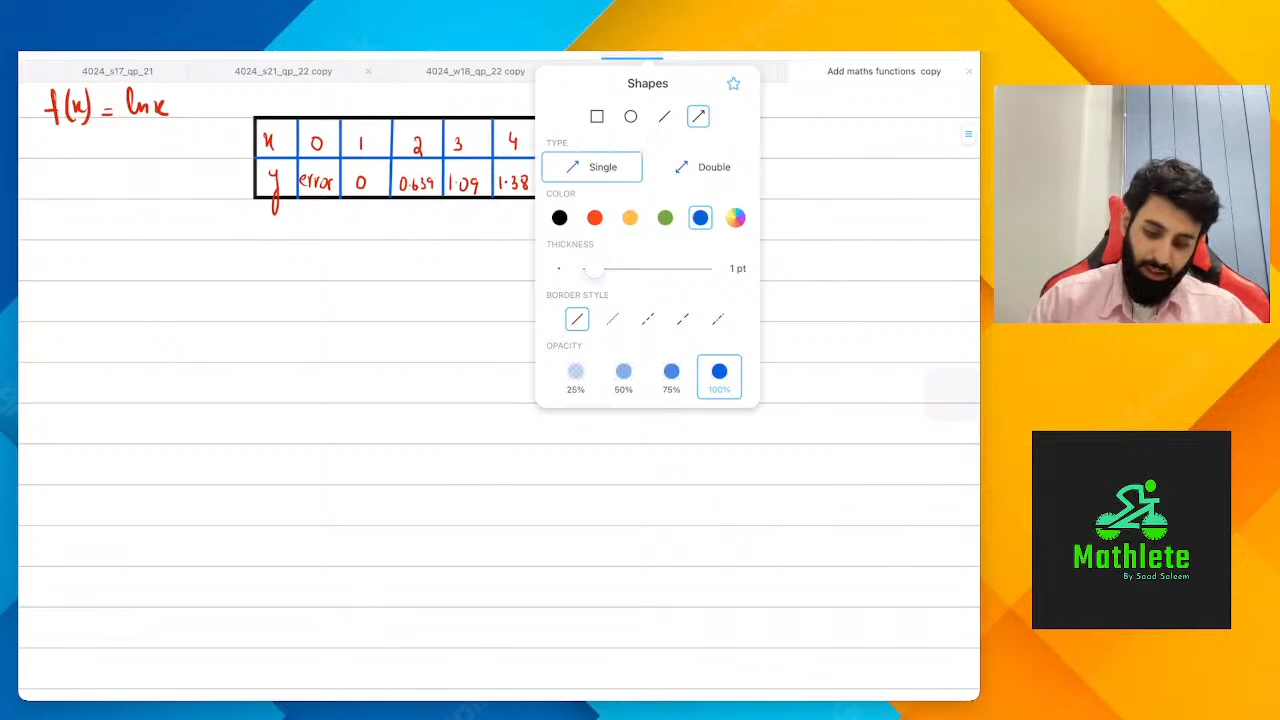 4024_s17_qp_21
4024_s21_qp_22 copy ×
4024_w18_qp_22 copy
Add maths functions copy ×
f(x) = lnx
x 0 1 2 3 4
y error 0 0.639 1.09 1.38
Shapes
TYPE
Single Double
COLOR
THICKNESS
1 pt
BORDER STYLE
OPACITY
25% 50% 75% 100%
Mathlete
By Saad Saleem